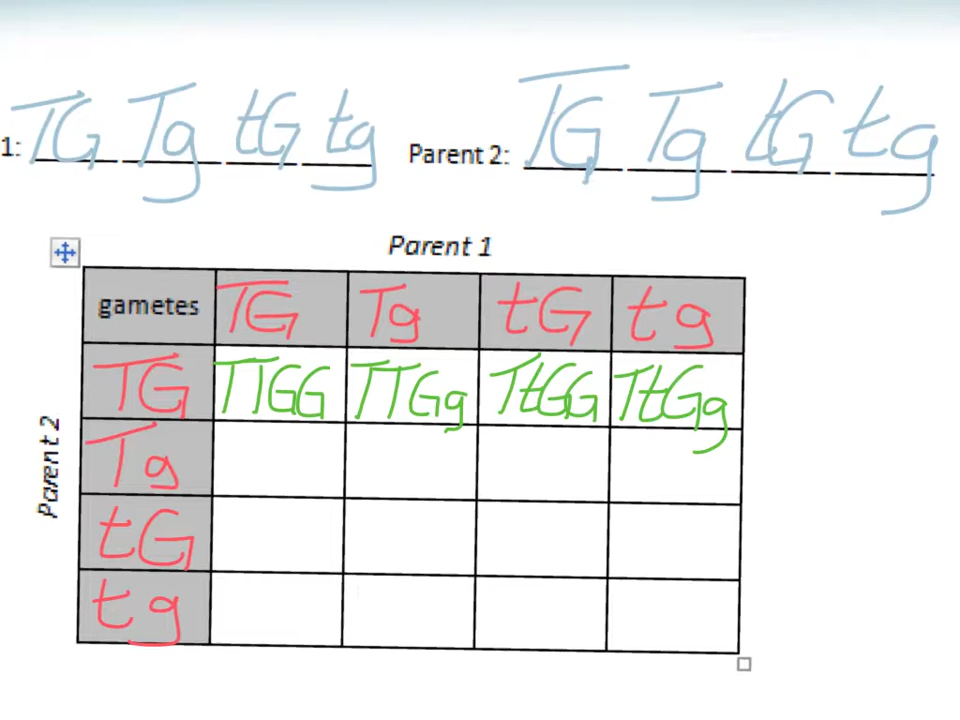 1: TG Tg tG tg Parent 2: TG Tg tG tg
Parent 1
gametes TG Tg tG tg
Parent 2
TG TTGG TTGg TtGG TtGg
Tg
tG
tg